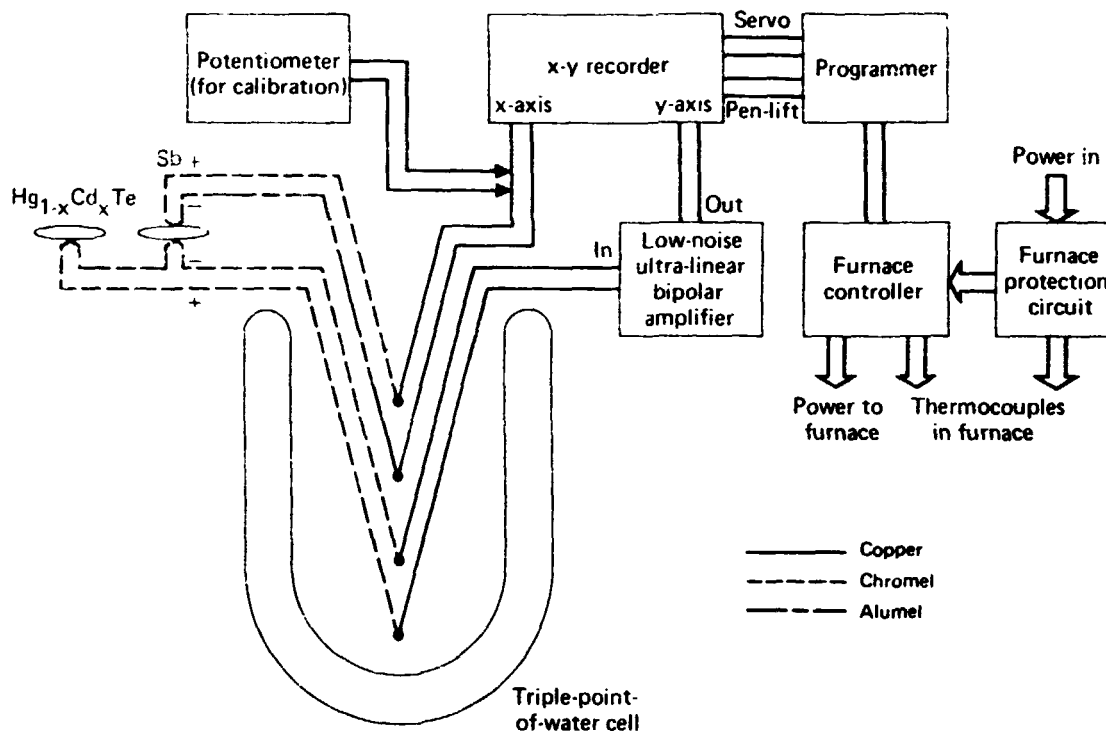 Potentiometer
(for calibration)
x-y recorder
x-axis
y-axis
Servo
Pen-lift
Programmer
Power in
Sb +
−
Hg1-xCdxTe
−
+
Out
In
Low-noise
ultra-linear
bipolar
amplifier
Furnace
controller
Furnace
protection
circuit
Power to
furnace
Thermocouples
in furnace
Copper
Chromel
Alumel
Triple-point-
of-water cell